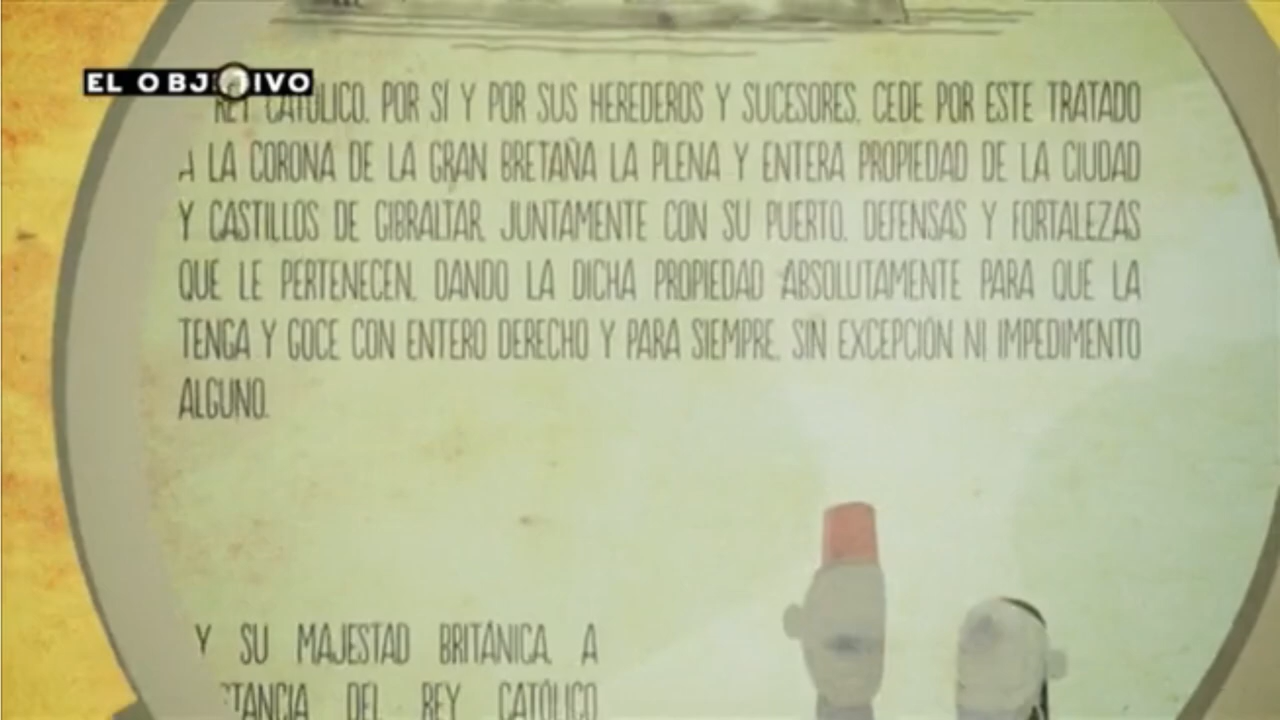 EL OBJ IVO
REY CATÓLICO, POR SÍ Y POR SUS HEREDEROS Y SUCESORES, CEDE POR ESTE TRATADO
A LA CORONA DE LA GRAN BRETAÑA LA PLENA Y ENTERA PROPIEDAD DE LA CIUDAD
Y CASTILLOS DE GIBRALTAR, JUNTAMENTE CON SU PUERTO, DEFENSAS Y FORTALEZAS
QUE LE PERTENECEN, DANDO LA DICHA PROPIEDAD ABSOLUTAMENTE PARA QUE LA
TENGA Y GOCE CON ENTERO DERECHO Y PARA SIEMPRE, SIN EXCEPCIÓN NI IMPEDIMENTO
ALGUNO.
Y SU MAJESTAD BRITÁNICA, A
TANCIA DEL REY CATÓLICO